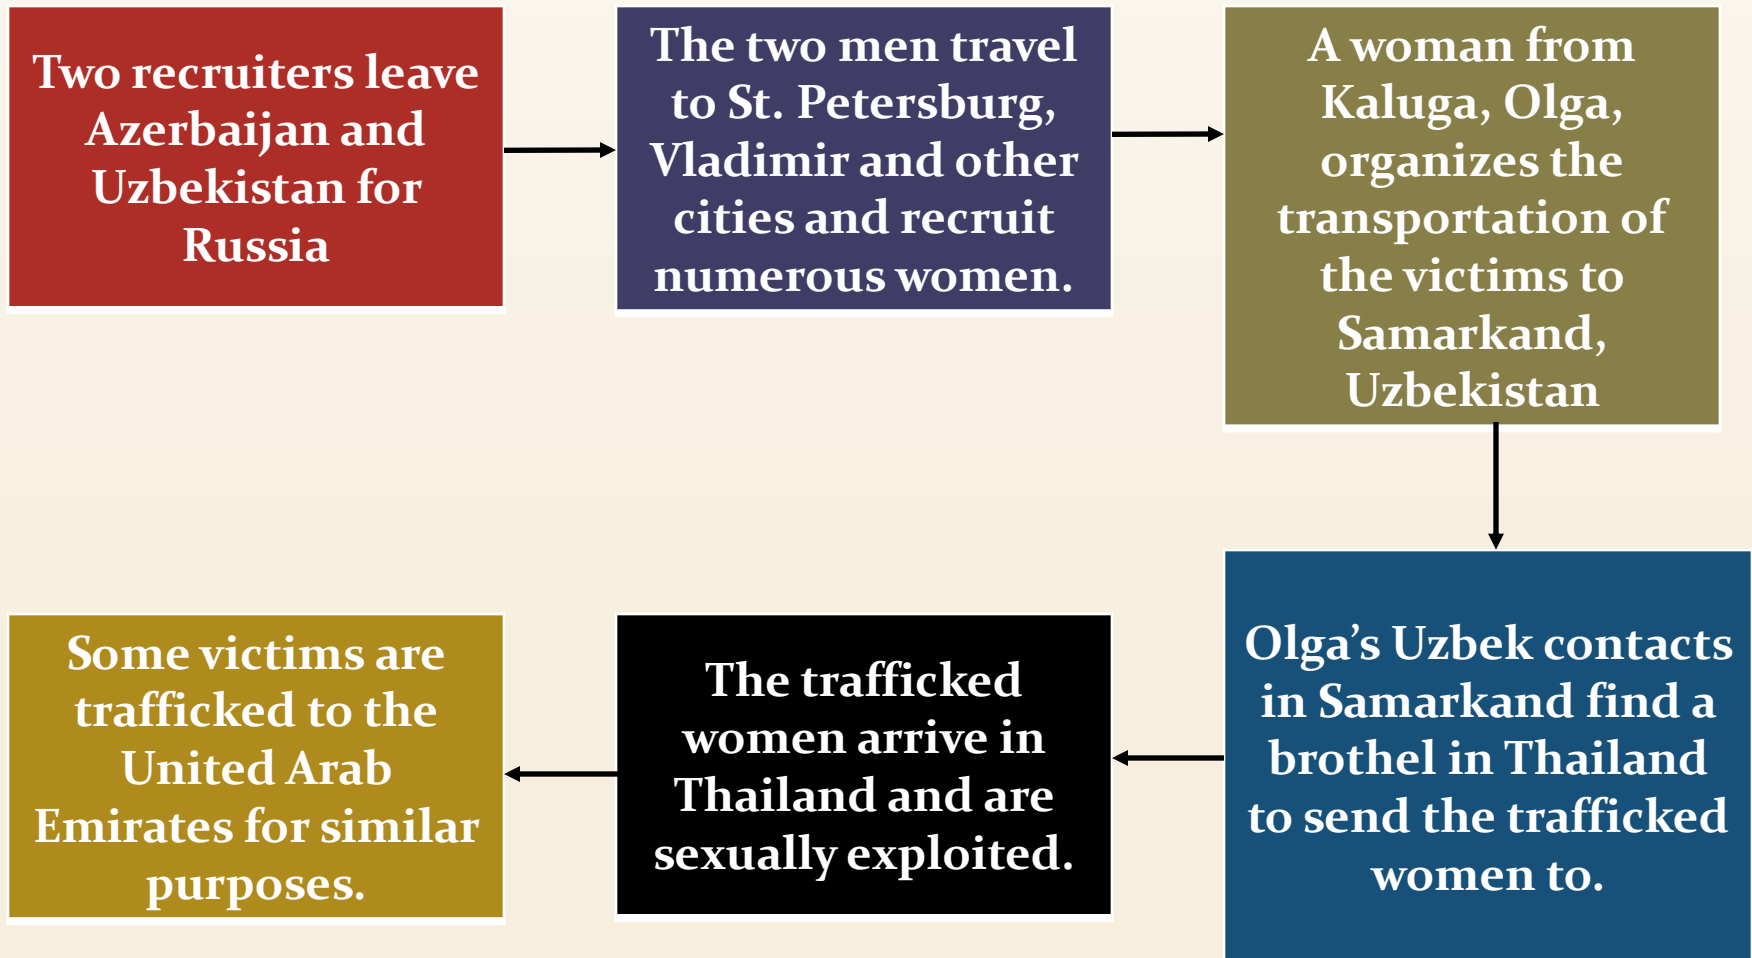 Two recruiters leave
Azerbaijan and
Uzbekistan for
Russia
The two men travel
to St. Petersburg,
Vladimir and other
cities and recruit
numerous women.
A woman from
Kaluga, Olga,
organizes the
transportation of
the victims to
Samarkand,
Uzbekistan
Olga’s Uzbek contacts
in Samarkand find a
brothel in Thailand
to send the trafficked
women to.
The trafficked
women arrive in
Thailand and are
sexually exploited.
Some victims are
trafficked to the
United Arab
Emirates for similar
purposes.